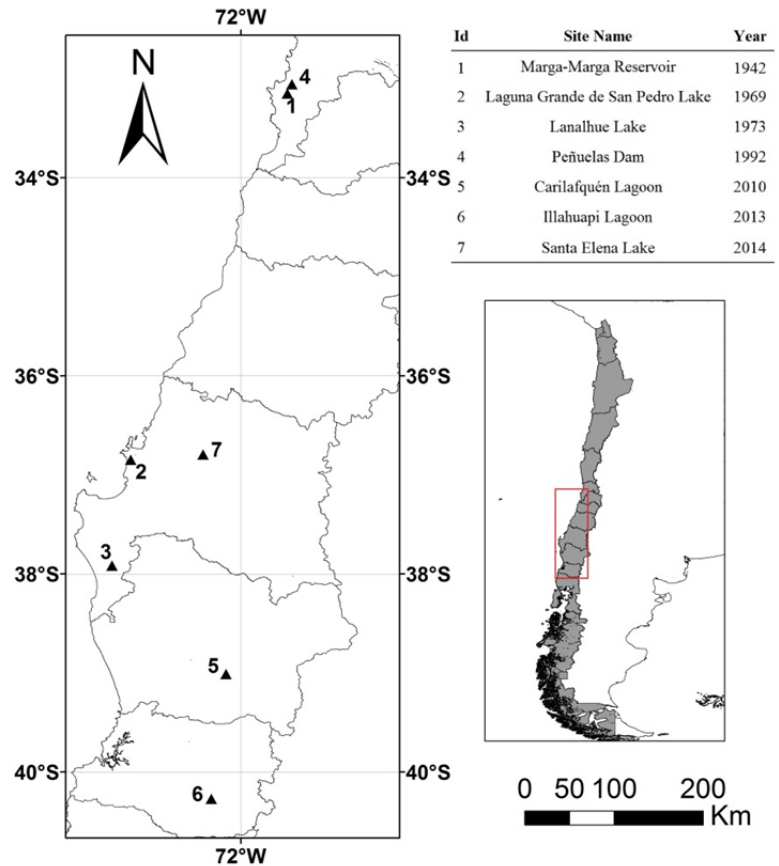 72°W
N
4
1
34°S
34°S
36°S
36°S
7
2
3
38°S
38°S
5
40°S
40°S
6
72°W
Id Site Name Year
1 Marga-Marga Reservoir 1942
2 Laguna Grande de San Pedro Lake 1969
3 Lanalhue Lake 1973
4 Peñuelas Dam 1992
5 Carilafquén Lagoon 2010
6 Illahuapi Lagoon 2013
7 Santa Elena Lake 2014
0 50 100 200
Km